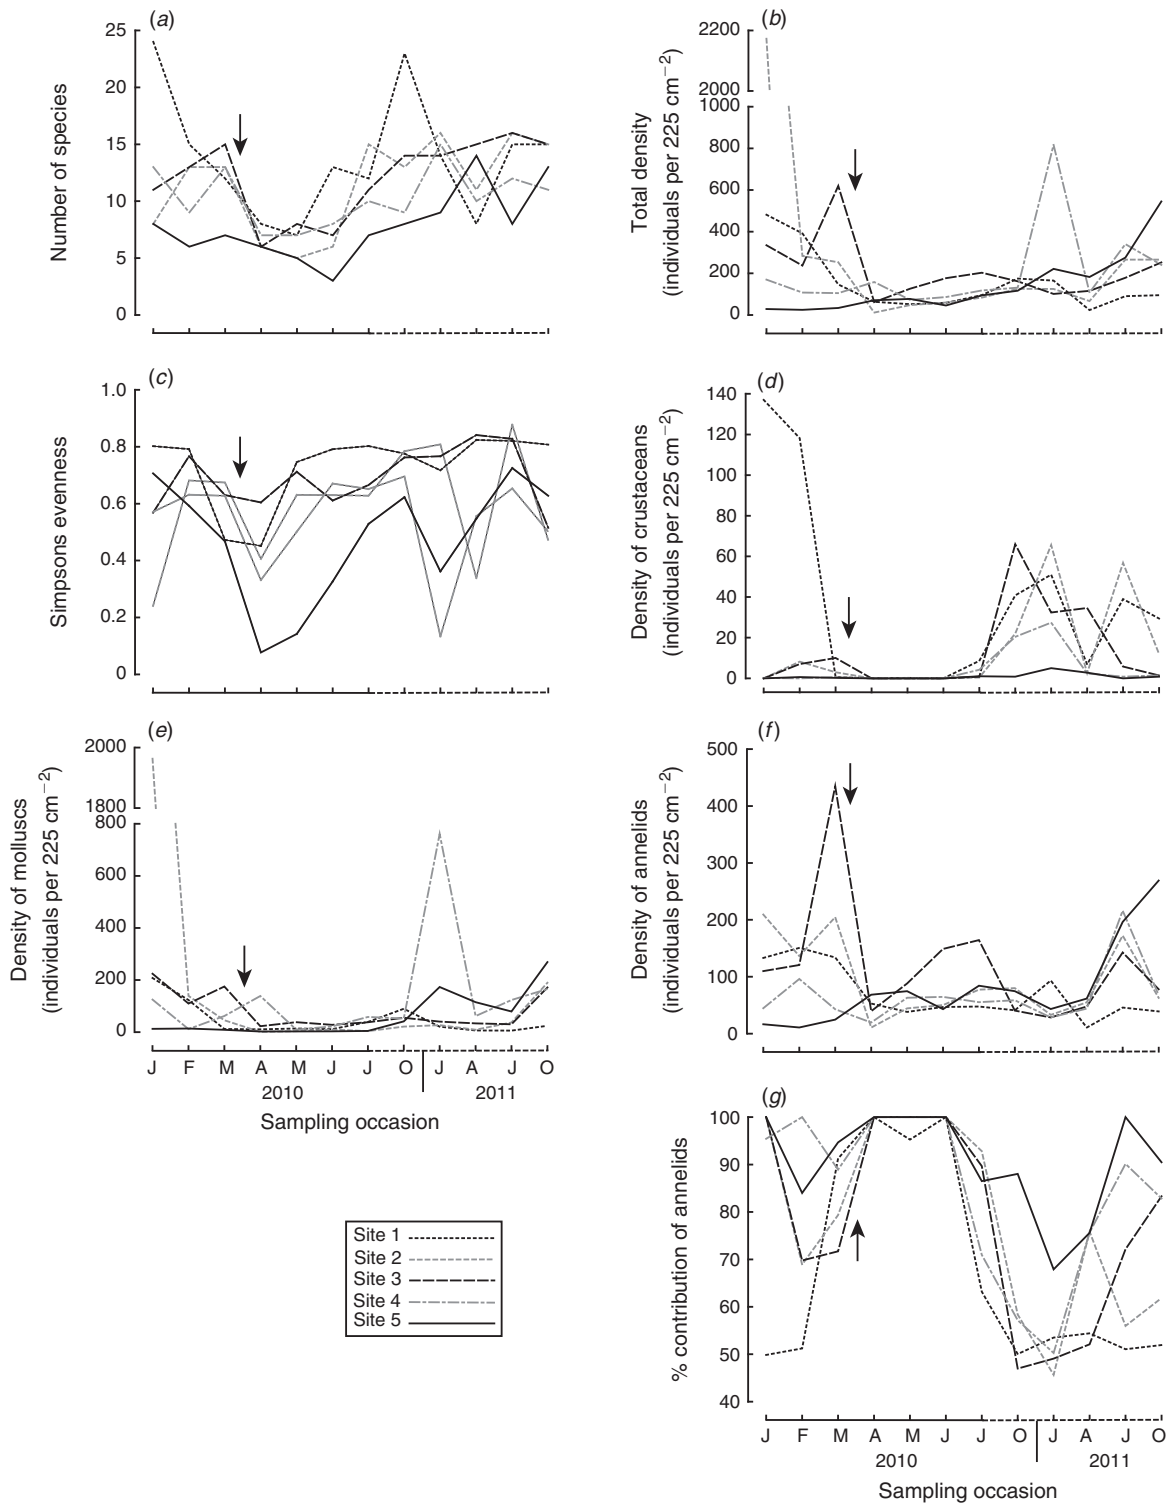 (a)
25
20
15
10
5
0
Number of species
(b)
2200
2000
1000
800
600
400
200
0
Total density
(individuals per 225 cm−2)
(c)
1.0
0.8
0.6
0.4
0.2
0
Simpsons evenness
(d)
140
120
100
80
60
40
20
0
Density of crustaceans
(individuals per 225 cm−2)
(e)
2000
1800
800
600
400
200
0
Density of molluscs
(individuals per 225 cm−2)
J F M A M J J O J A J O
2010 2011
Sampling occasion
(f)
500
400
300
200
100
0
Density of annelids
(individuals per 225 cm−2)
(g)
100
90
80
70
60
50
40
% contribution of annelids
J F M A M J J O J A J O
2010 2011
Sampling occasion
Site 1
Site 2
Site 3
Site 4
Site 5